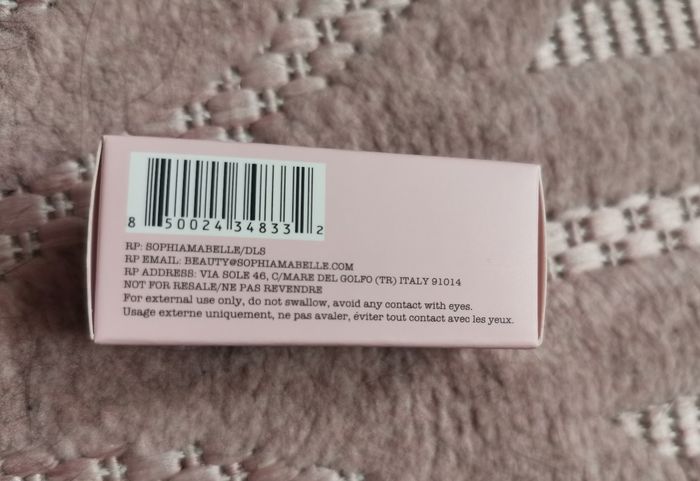 8 50024 34833 2
RP: SOPHIAMABELLE/DLS
RP EMAIL: BEAUTY@SOPHIAMABELLE.COM
RP ADDRESS: VIA SOLE 46, C/MARE DEL GOLFO (TR) ITALY 91014
NOT FOR RESALE/NE PAS REVENDRE
For external use only, do not swallow, avoid any contact with eyes.
Usage externe uniquement, ne pas avaler, éviter tout contact avec les yeux.